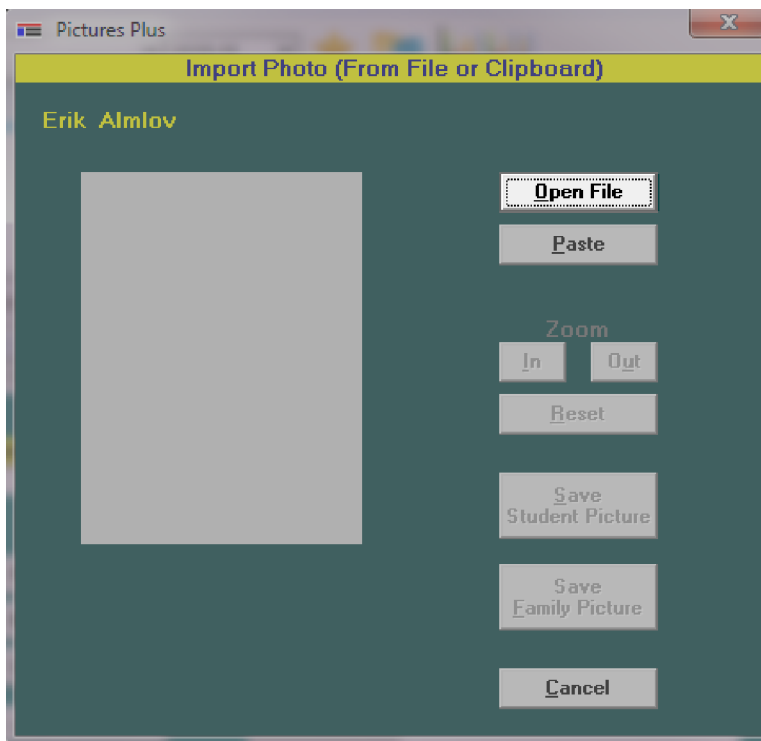 Pictures Plus
X
Import Photo (From File or Clipboard)
Erik Almlov
Open File
Paste
Zoom
In Out
Reset
Save
Student Picture
Save
Family Picture
Cancel